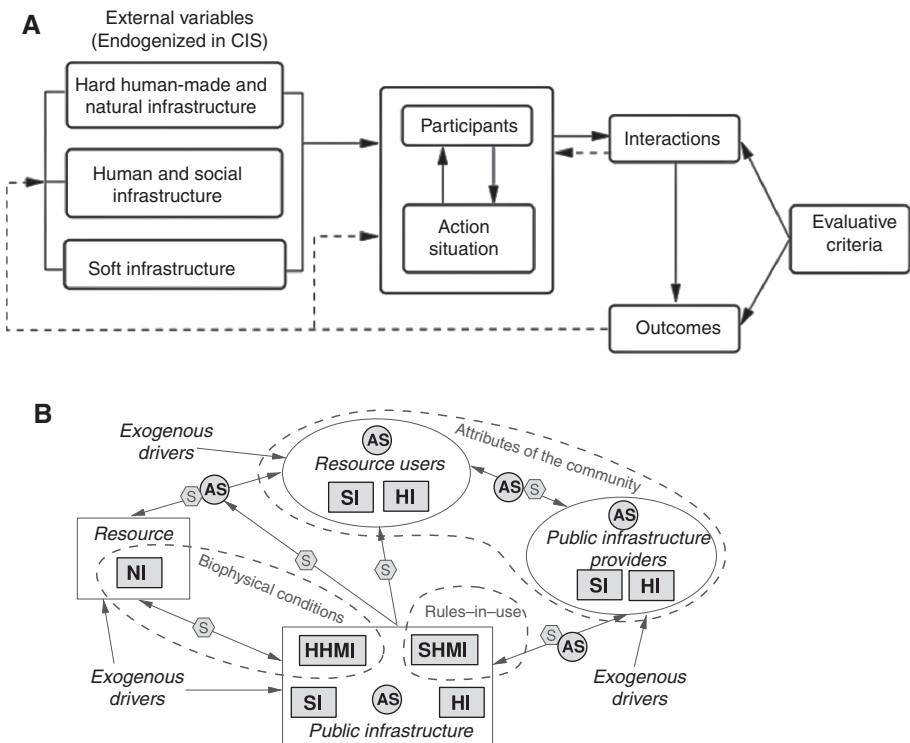 A
External variables
(Endogenized in CIS)
Hard human-made and
natural infrastructure
Human and social
infrastructure
Soft infrastructure
Participants
Action
situation
Interactions
Evaluative
criteria
Outcomes
B
Exogenous
drivers
AS
Resource users
SI HI
Attributes of the community
S AS
AS S
AS
Public infrastructure
providers
SI HI
Resource
NI
Biophysical conditions
S
S
S
Rules–in–use
S AS
HHMI
SHMI
Exogenous
drivers
SI AS HI
Public infrastructure
Exogenous
drivers